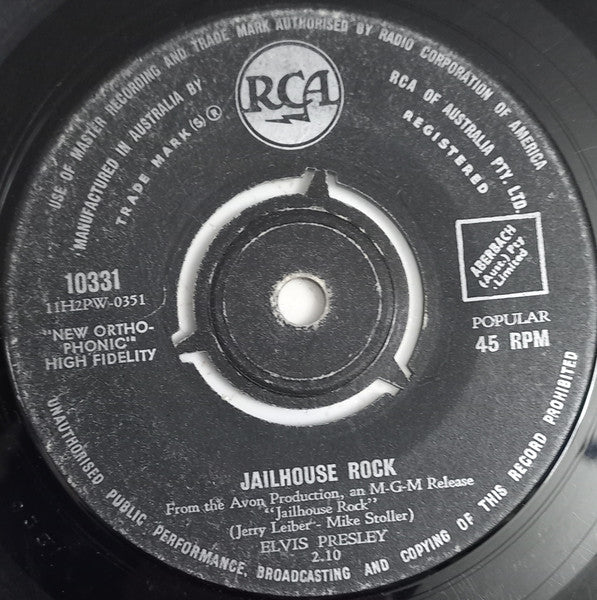 USE OF MASTER RECORDING AND TRADE MARK AUTHORISED BY RADIO CORPORATION OF AMERICA
MANUFACTURED IN AUSTRALIA BY RCA OF AUSTRALIA PTY. LTD.
TRADE MARK(S) ® REGISTERED
RCA
ABERBACH
(Aust.) Pty
Limited
10331
11H2PW-0351
"NEW ORTHO-
PHONIC"
HIGH FIDELITY
POPULAR
45 RPM
JAILHOUSE ROCK
From the Avon Production, an M-G-M Release
"Jailhouse Rock"
(Jerry Leiber - Mike Stoller)
ELVIS PRESLEY
2.10
UNAUTHORISED PUBLIC PERFORMANCE, BROADCASTING AND COPYING OF THIS RECORD PROHIBITED